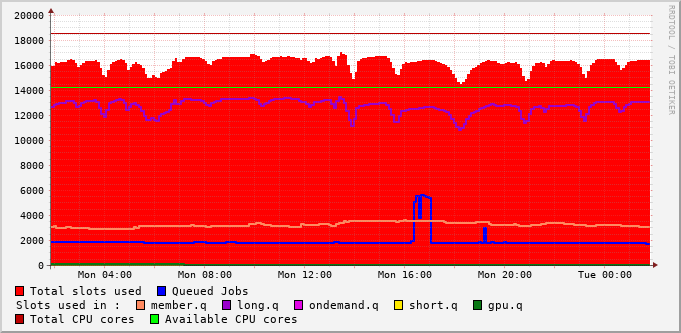 RRDTOOL / TOBI OETIKER
20000
18000
16000
14000
12000
10000
8000
6000
4000
2000
0
Mon 04:00 Mon 08:00 Mon 12:00 Mon 16:00 Mon 20:00 Tue 00:00
Total slots used Queued Jobs
Slots used in : member.q long.q ondemand.q short.q gpu.q
Total CPU cores Available CPU cores